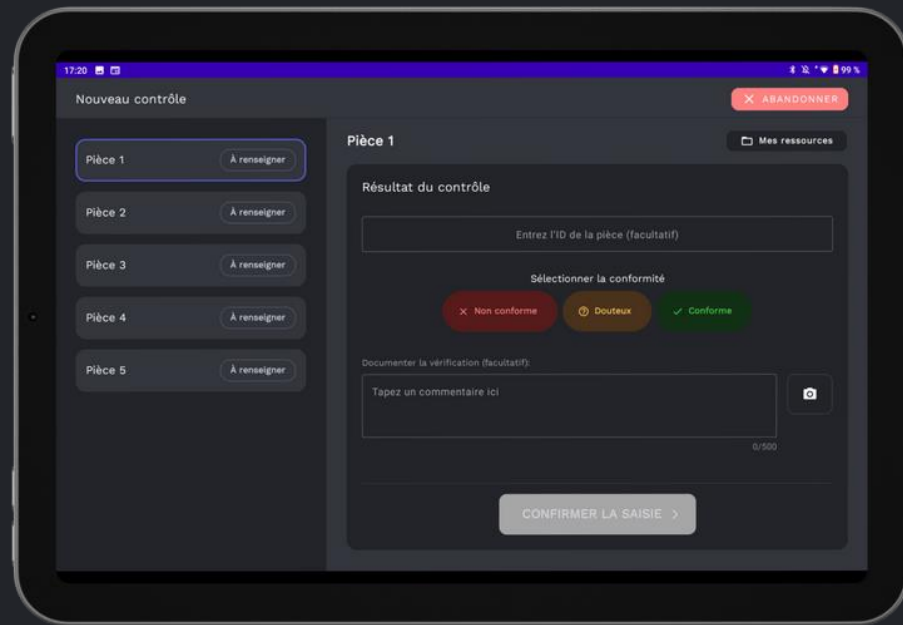 17:20
99 %
Nouveau contrôle
ABANDONNER
Pièce 1
À renseigner
Pièce 2
À renseigner
Pièce 3
À renseigner
Pièce 4
À renseigner
Pièce 5
À renseigner
Pièce 1
Mes ressources
Résultat du contrôle
Entrez l'ID de la pièce (facultatif)
Sélectionner la conformité
Non conforme
Douteux
Conforme
Documenter la vérification (facultatif):
Tapez un commentaire ici
0/500
CONFIRMER LA SAISIE